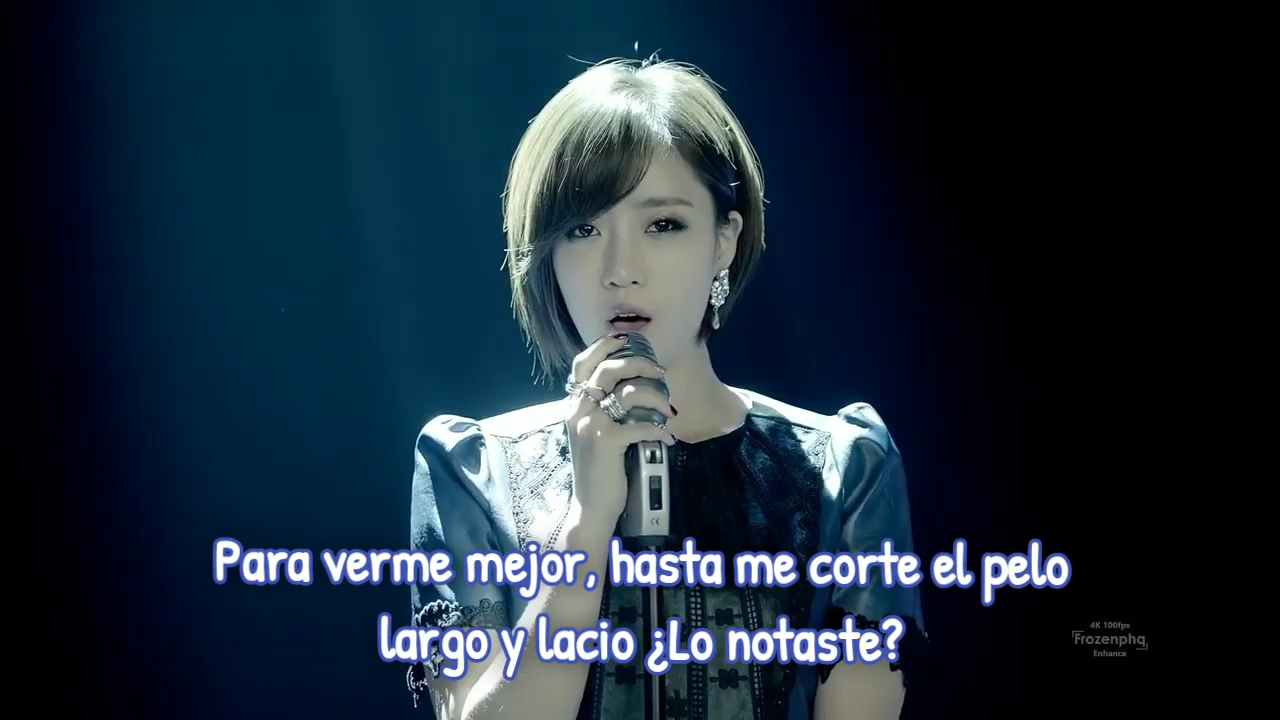 Para verme mejor, hasta me corte el pelo
largo y lacio ¿Lo notaste?
4K 100fps
Frozenphq
Enhance